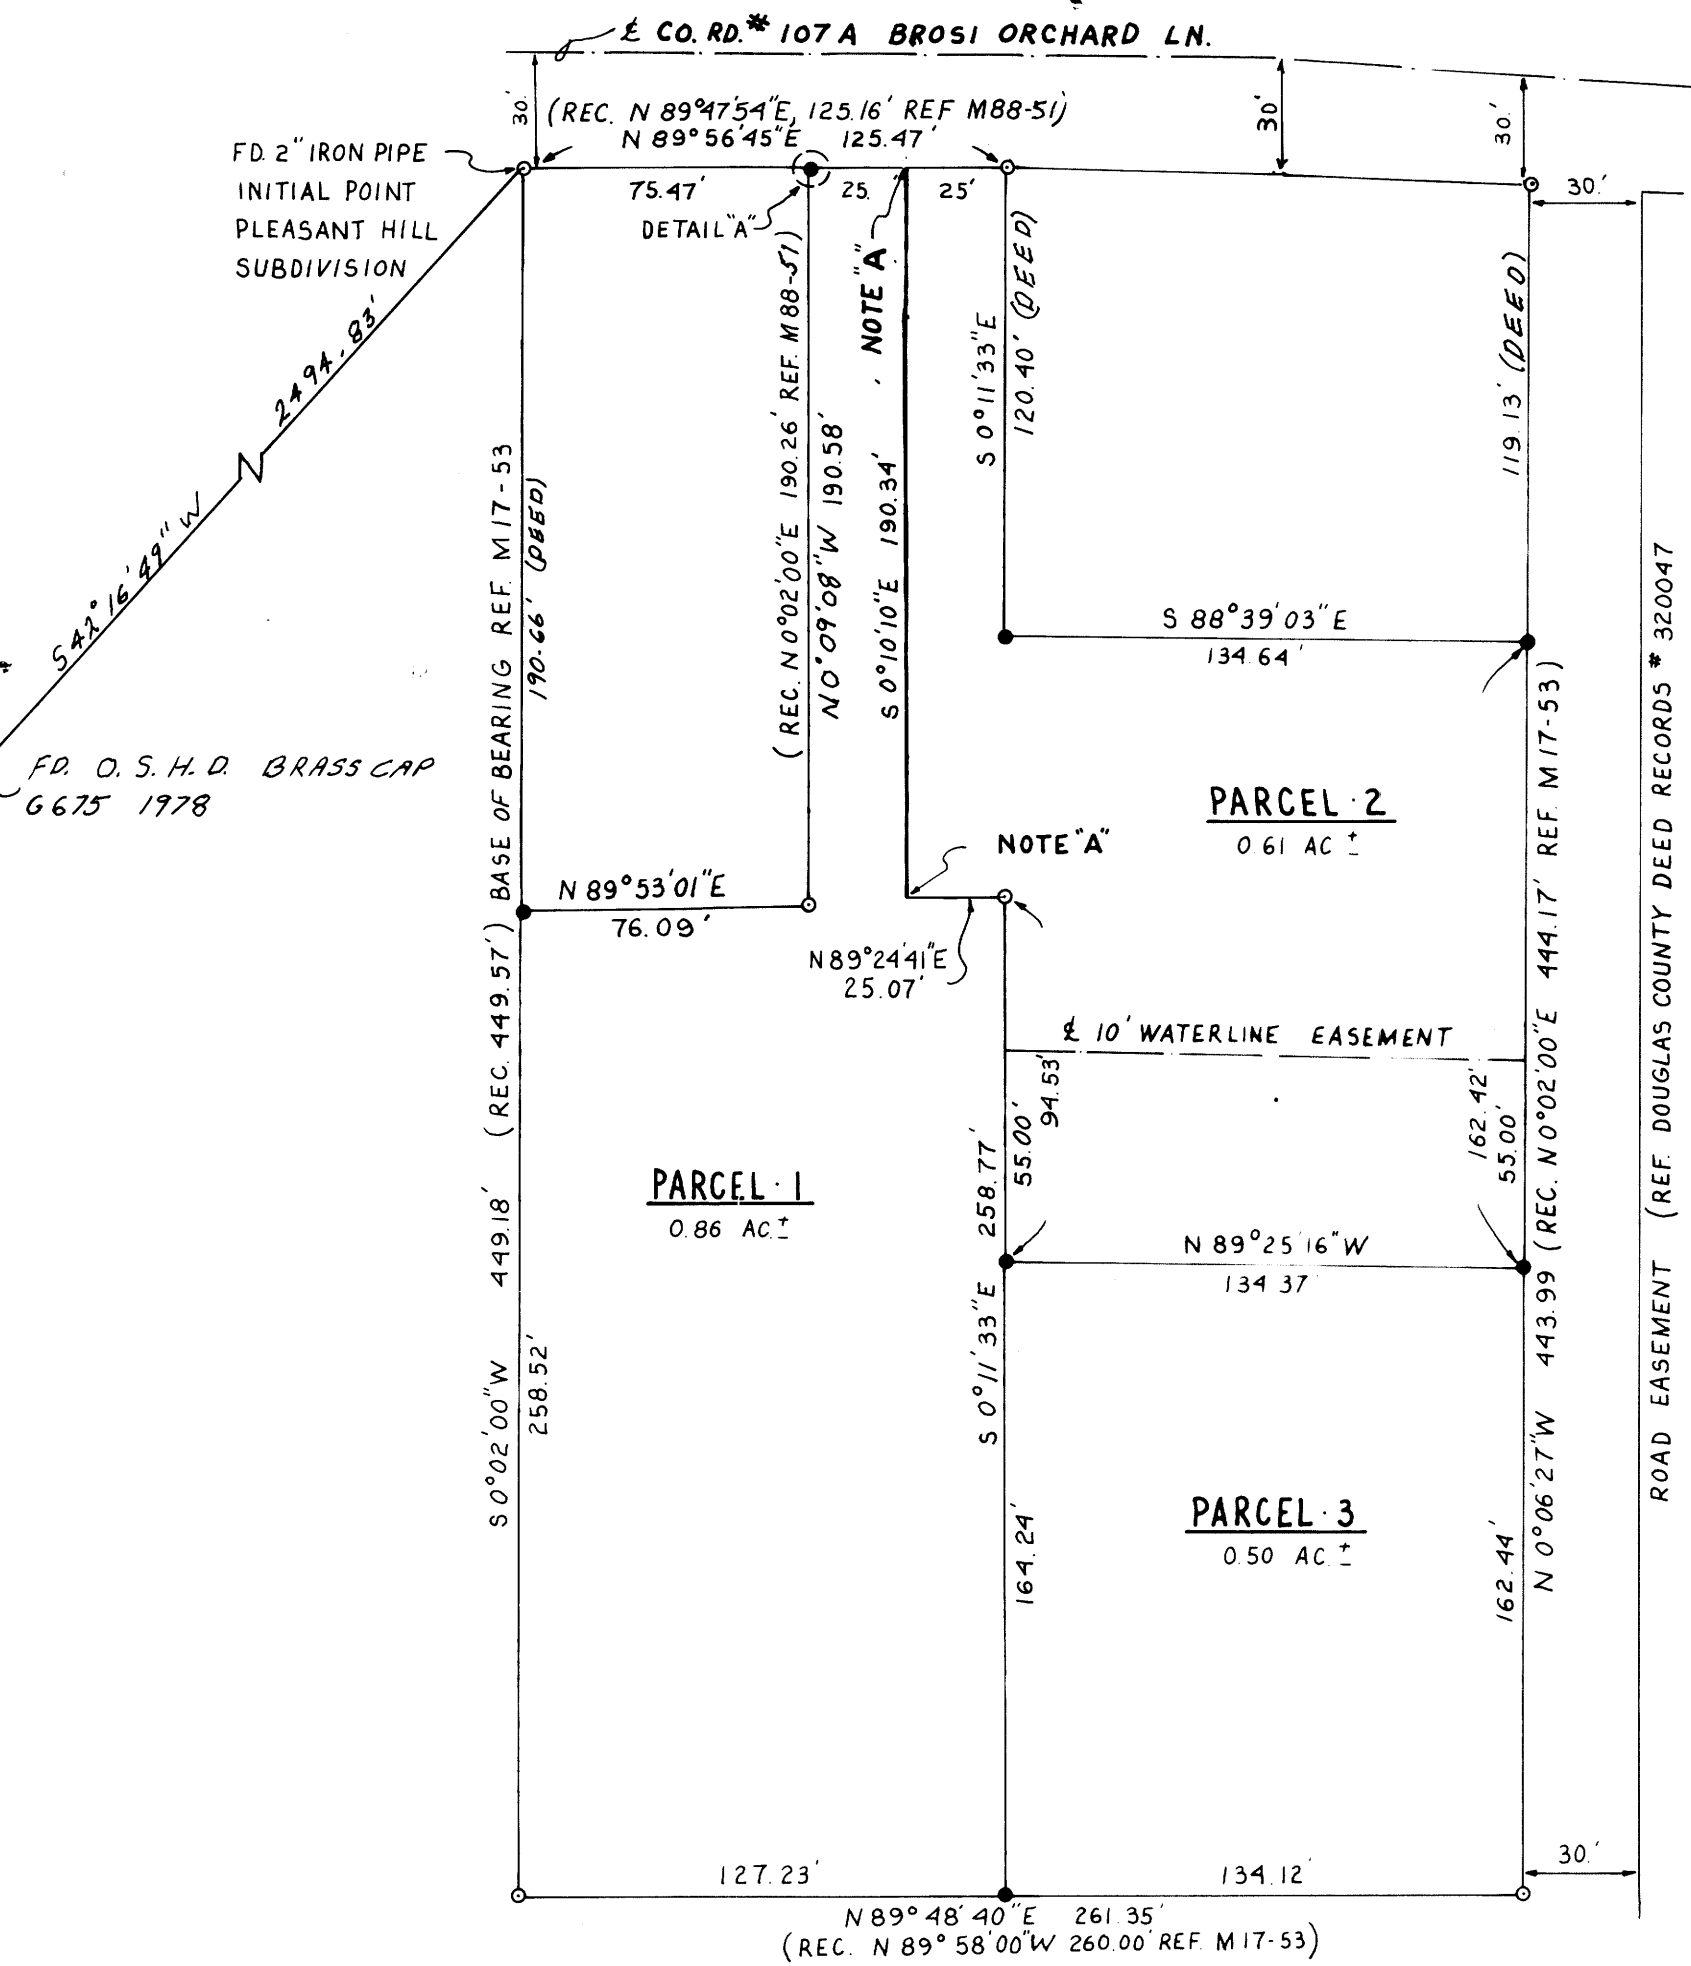 ℄ CO. RD. # 107 A BROSI ORCHARD LN.
30.'
(REC. N 89°47'54"E, 125.16' REF M88-51)
N 89°56'45"E 125.47'
30'
30.'
FD. 2" IRON PIPE
INITIAL POINT
PLEASANT HILL
SUBDIVISION
75.47'
25.'
25'
30.'
DETAIL "A"
NOTE "A"
2494.83'
S 42°16'49" W
N
FD. O. S. H. D. BRASS CAP
G 675 1978
BASE OF BEARING REF. M 17-53
190.66' (DEED)
(REC. N 0°02'00"E 190.26' REF. M 88-51)
N 0°09'08"W 190.58'
S 0°10'10"E 190.34'
S 0°11'33"E
120.40' (DEED)
119.13' (DEED)
S 88°39'03"E
134.64'
PARCEL · 2
0.61 AC ±
NOTE "A"
N 89°53'01"E
76.09'
N 89°24'41"E
25.07'
℄ 10' WATERLINE EASEMENT
94.53'
55.00'
258.77'
162.42'
55.00'
PARCEL · 1
0.86 AC. ±
N 89°25'16"W
134.37
S 0°02'00"W 449.18' (REC. 449.57')
258.52'
S 0°11'33"E
164.24'
PARCEL · 3
0.50 AC. ±
162.44'
N 0°06'27"W 443.99 (REC. N 0°02'00"E 444.17' REF. M 17-53)
ROAD EASEMENT (REF. DOUGLAS COUNTY DEED RECORDS # 320047
30.'
127.23'
134.12'
N 89°48'40"E 261.35'
(REC. N 89°58'00"W 260.00' REF. M 17-53)